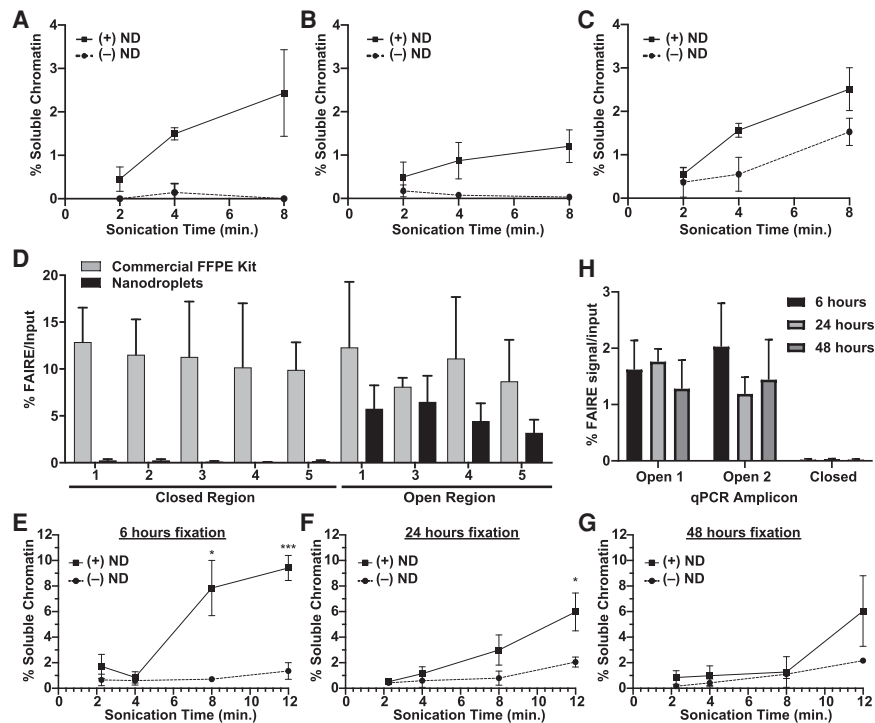 A
% Soluble Chromatin
4
3
2
1
0
(+) ND
(−) ND
0 2 4 6 8
Sonication Time (min.)
B
% Soluble Chromatin
4
3
2
1
0
(+) ND
(−) ND
0 2 4 6 8
Sonication Time (min.)
C
% Soluble Chromatin
4
3
2
1
0
(+) ND
(−) ND
0 2 4 6 8
Sonication Time (min.)
D
% FAIRE/Input
20
15
10
5
0
Commercial FFPE Kit
Nanodroplets
1 2 3 4 5 1 3 4 5
Closed Region Open Region
H
% FAIRE signal/input
3
2
1
0
6 hours
24 hours
48 hours
Open 1 Open 2 Closed
qPCR Amplicon
E
6 hours fixation
% Soluble Chromatin
12
10
8
6
4
2
0
(+) ND
(−) ND
* ***
0 2 4 6 8 10 12
Sonication Time (min.)
F
24 hours fixation
% Soluble Chromatin
12
10
8
6
4
2
0
(+) ND
(−) ND
*
0 2 4 6 8 10 12
Sonication Time (min.)
G
48 hours fixation
% Soluble Chromatin
12
10
8
6
4
2
0
(+) ND
(−) ND
0 2 4 6 8 10 12
Sonication Time (min.)